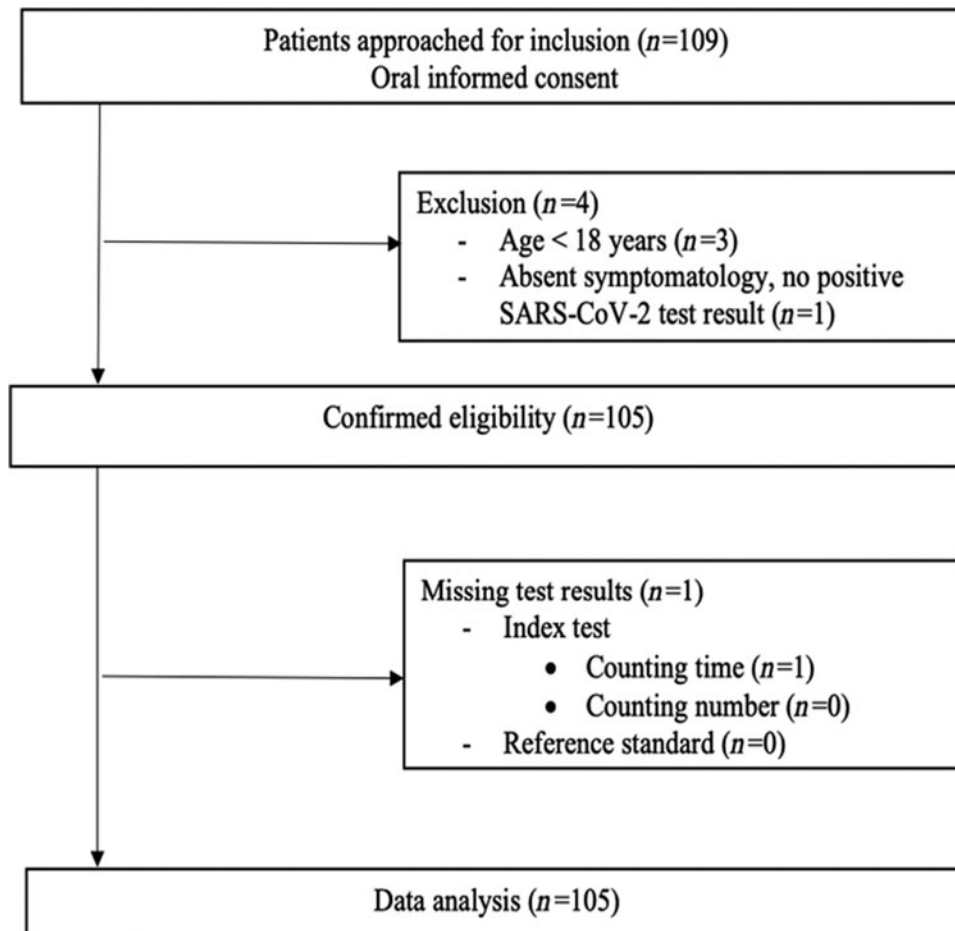 Patients approached for inclusion (n=109)
Oral informed consent
Exclusion (n=4)
- Age < 18 years (n=3)
- Absent symptomatology, no positive
SARS-CoV-2 test result (n=1)
Confirmed eligibility (n=105)
Missing test results (n=1)
- Index test
• Counting time (n=1)
• Counting number (n=0)
- Reference standard (n=0)
Data analysis (n=105)